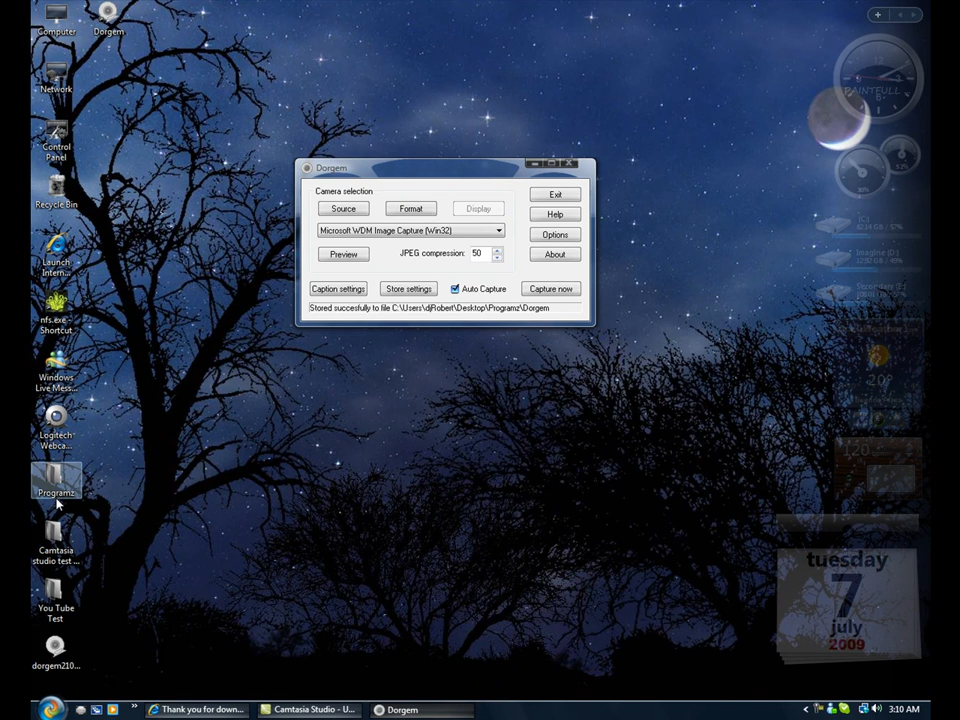 Computer
Dorgem
Network
Control
Panel
Recycle Bin
Launch
Intern...
nfs.exe -
Shortcut
Windows
Live Mess...
Logitech
Webca...
Programz
Camtasia
studio test ...
You Tube
Test
dorgem210...
Dorgem
Camera selection
Source
Format
Display
Microsoft WDM Image Capture (Win32)
Preview
JPEG compression:
50
Exit
Help
Options
About
Caption settings
Store settings
Auto Capture
Capture now
Stored succesfully to file C:\Users\djRobert\Desktop\Programz\Dorgem
30%
20°
120
tuesday
7
july
2009
Thank you for down...
Camtasia Studio - U...
Dorgem
3:10 AM